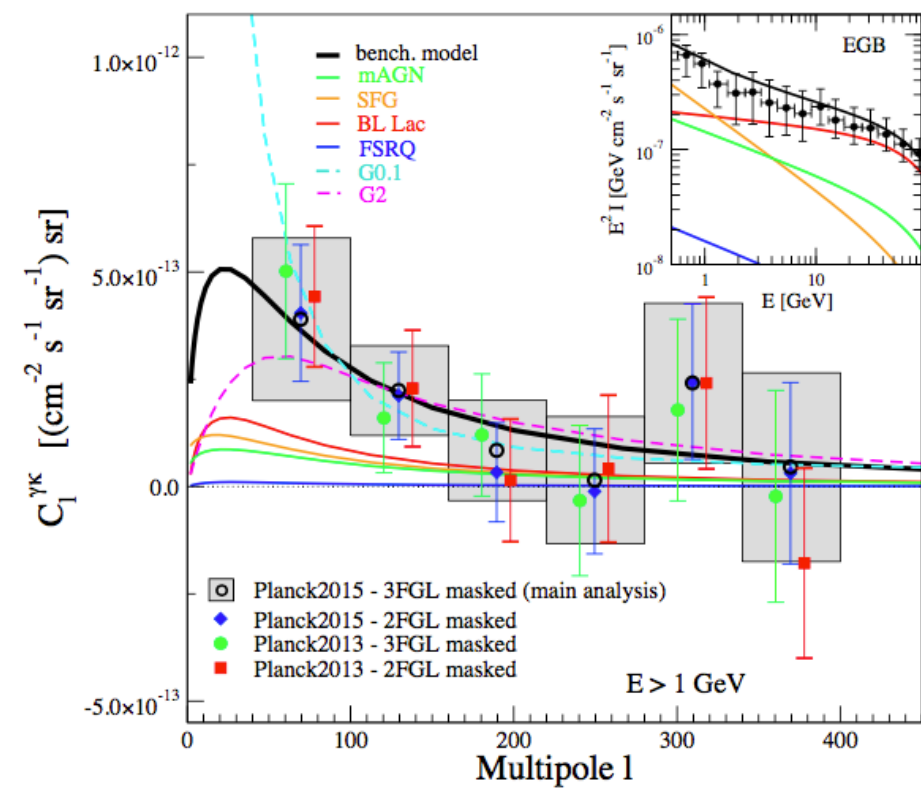 1.0×10⁻¹²
5.0×10⁻¹³
0.0
-5.0×10⁻¹³
C_l^γκ [(cm⁻² s⁻¹ sr⁻¹) sr]
bench. model
mAGN
SFG
BL Lac
FSRQ
G0.1
G2
EGB
10⁻⁶
10⁻⁷
10⁻⁸
E² I [GeV cm⁻² s⁻¹ sr⁻¹]
1 10
E [GeV]
Planck2015 - 3FGL masked (main analysis)
Planck2015 - 2FGL masked
Planck2013 - 3FGL masked
Planck2013 - 2FGL masked
E > 1 GeV
0 100 200 300 400
Multipole l